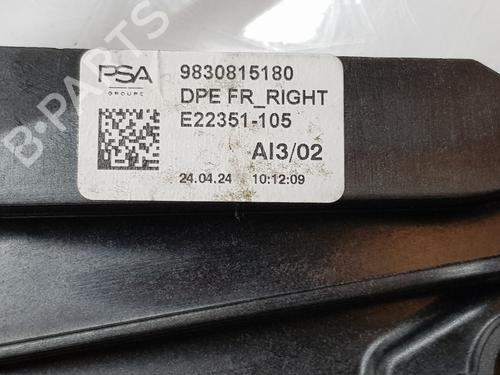 PSA
GROUPE
9830815180
DPE FR_RIGHT
E22351-105
AI3/02
24.04.24 10:12:09
B-PARTS